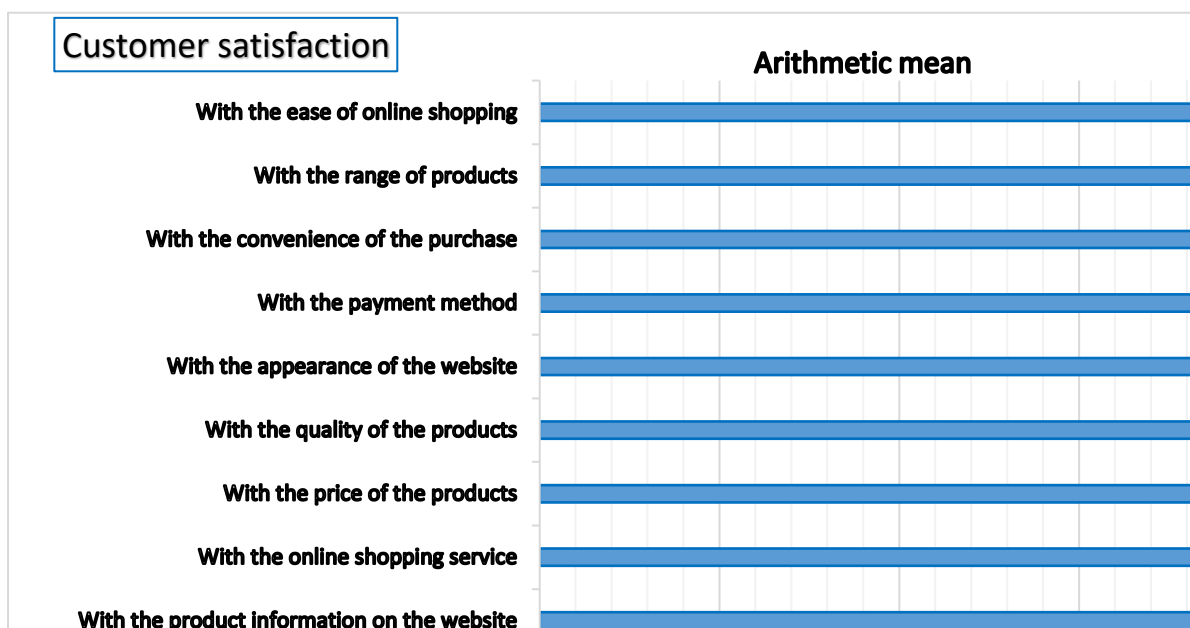 Customer satisfaction
Arithmetic mean
With the ease of online shopping
With the range of products
With the convenience of the purchase
With the payment method
With the appearance of the website
With the quality of the products
With the price of the products
With the online shopping service
With the product information on the website